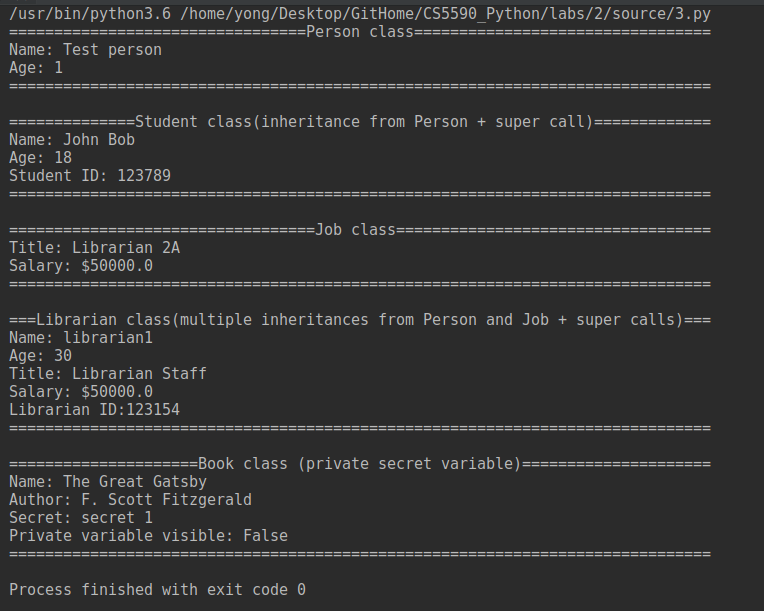 /usr/bin/python3.6 /home/yong/Desktop/GitHome/CS5590_Python/labs/2/source/3.py
=================================Person class=================================
Name: Test person
Age: 1
==============================================================================
==============Student class(inheritance from Person + super call)=============
Name: John Bob
Age: 18
Student ID: 123789
==============================================================================
==================================Job class===================================
Title: Librarian 2A
Salary: $50000.0
==============================================================================
===Librarian class(multiple inheritances from Person and Job + super calls)===
Name: librarian1
Age: 30
Title: Librarian Staff
Salary: $50000.0
Librarian ID:123154
==============================================================================
=====================Book class (private secret variable)=====================
Name: The Great Gatsby
Author: F. Scott Fitzgerald
Secret: secret 1
Private variable visible: False
==============================================================================
Process finished with exit code 0